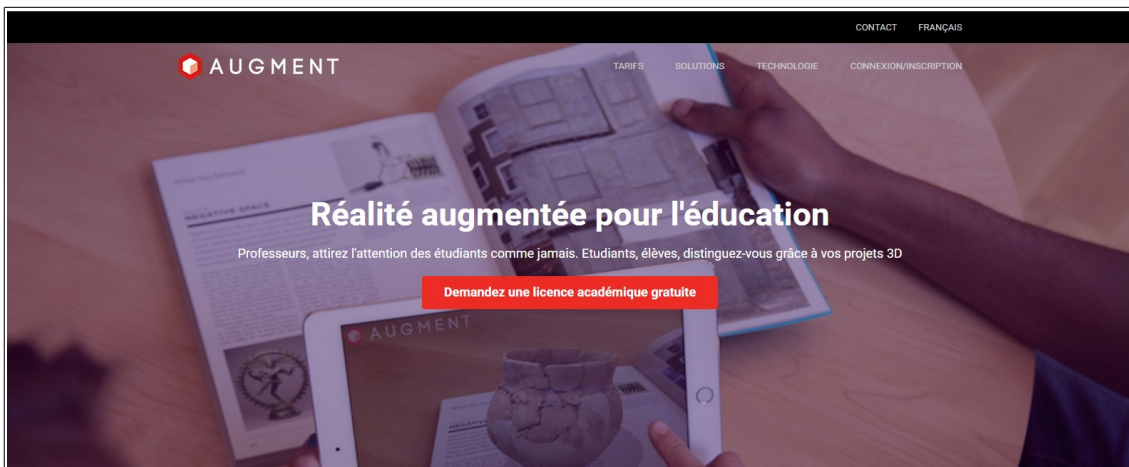 CONTACT FRANÇAIS
AUGMENT TARIFS SOLUTIONS TECHNOLOGIE CONNEXION/INSCRIPTION
NEGATIVE SPACE
Réalité augmentée pour l'éducation
Professeurs, attirez l'attention des étudiants comme jamais. Etudiants, élèves, distinguez-vous grâce à vos projets 3D
Demandez une licence académique gratuite
AUGMENT